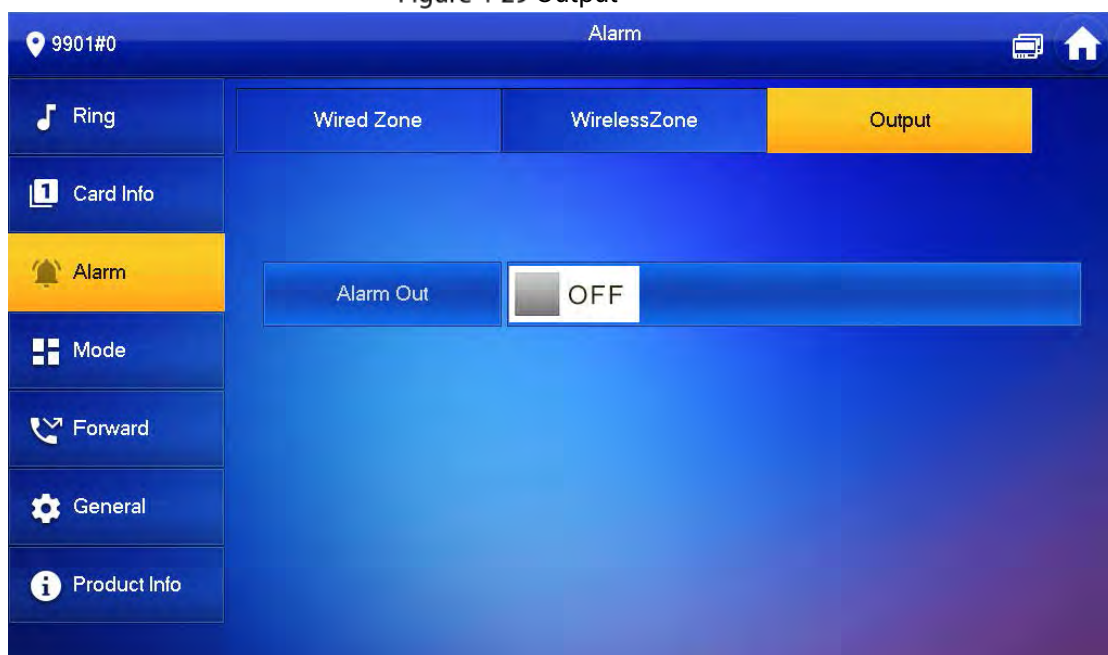 Figure 4-29 Output
9901#0
Alarm
Ring
Wired Zone
WirelessZone
Output
1
Card Info
Alarm
Alarm Out
OFF
Mode
Forward
General
Product Info